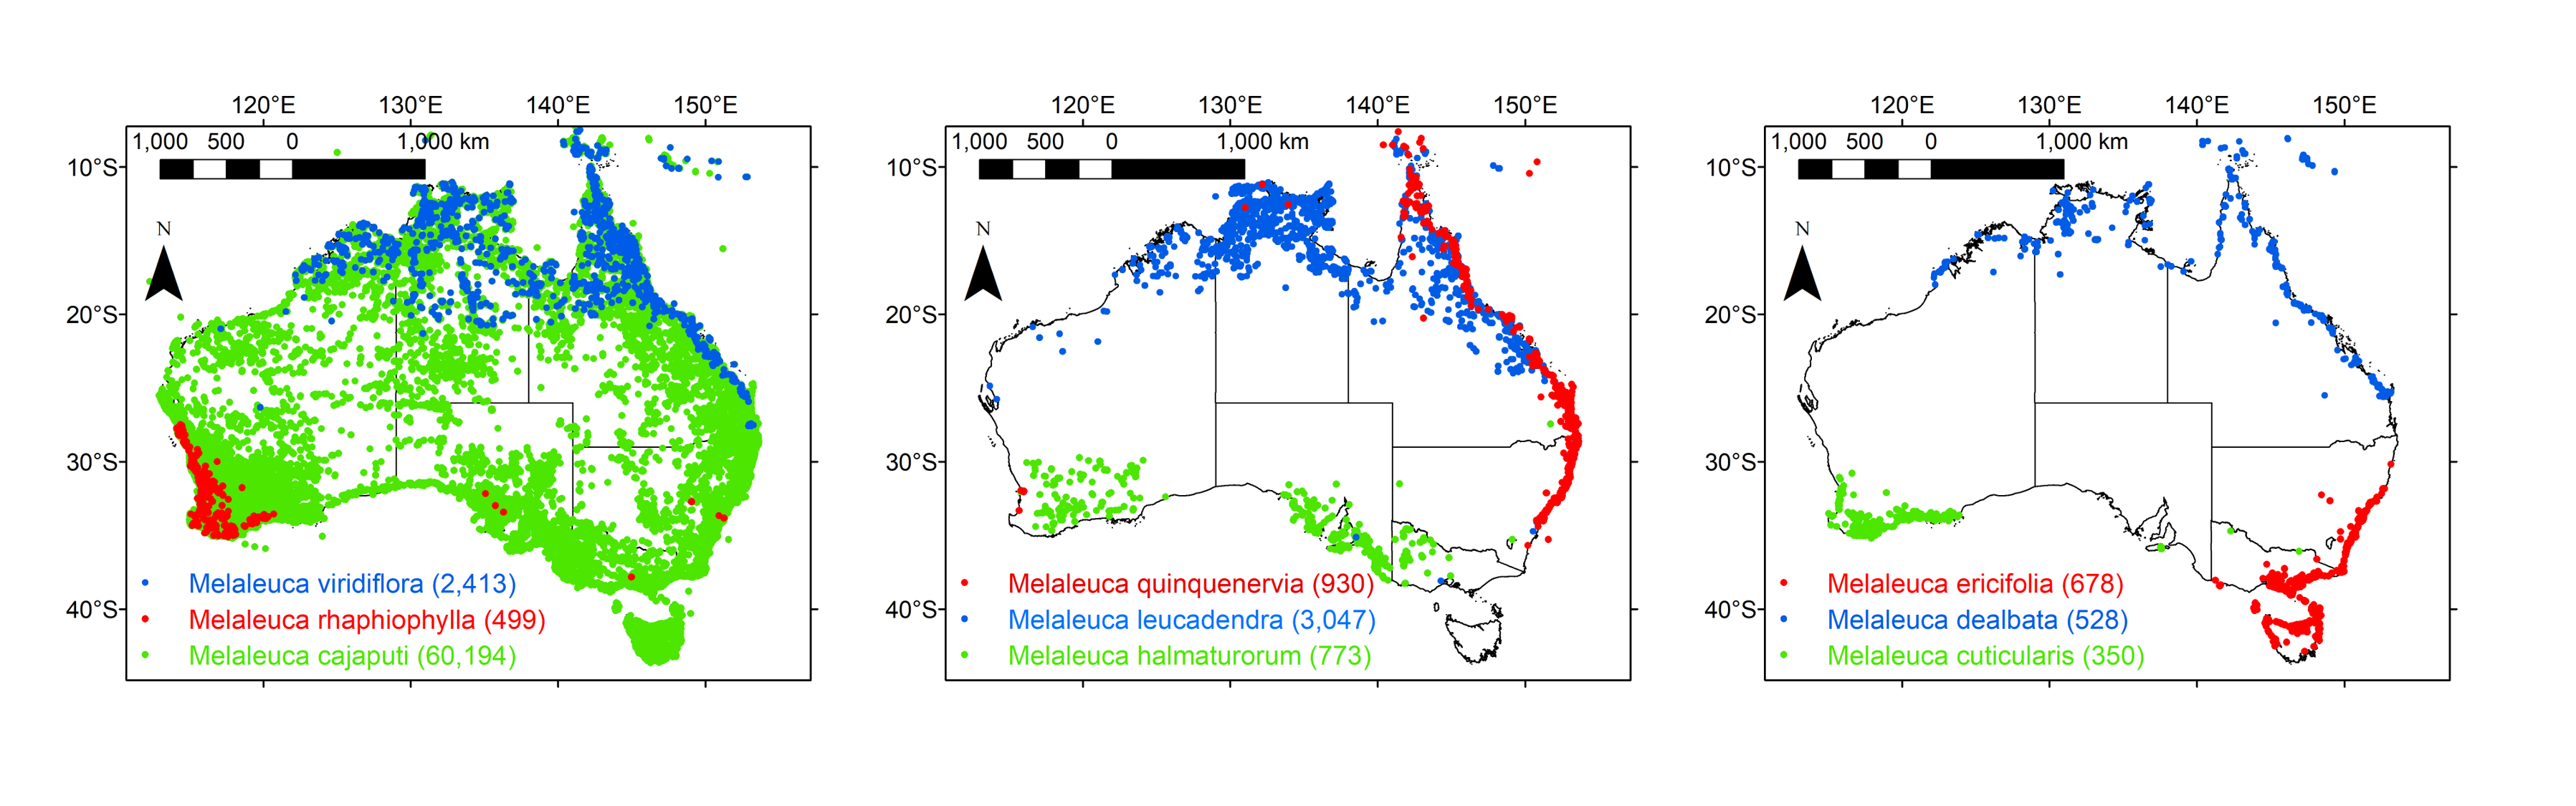 120°E 130°E 140°E 150°E
1,000 500 0 1,000 km
10°S
N
20°S
30°S
Melaleuca viridiflora (2,413)
40°S
Melaleuca rhaphiophylla (499)
Melaleuca cajaputi (60,194)
120°E 130°E 140°E 150°E
1,000 500 0 1,000 km
10°S
N
20°S
30°S
Melaleuca quinquenervia (930)
40°S
Melaleuca leucadendra (3,047)
Melaleuca halmaturorum (773)
120°E 130°E 140°E 150°E
1,000 500 0 1,000 km
10°S
N
20°S
30°S
Melaleuca ericifolia (678)
40°S
Melaleuca dealbata (528)
Melaleuca cuticularis (350)